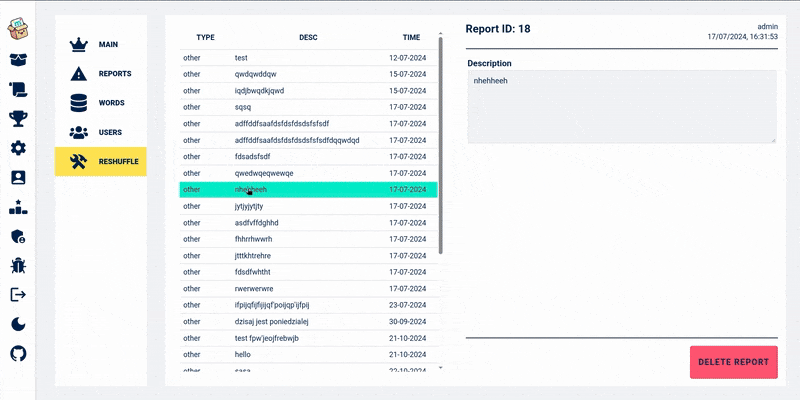 MAIN
REPORTS
WORDS
USERS
RESHUFFLE
TYPE DESC TIME
other test 12-07-2024
other qwdqwddqw 15-07-2024
other iqdjbwqdkjqwd 15-07-2024
other sqsq 17-07-2024
other adffddfsaafdsfdsfdsdsfsfsdf 17-07-2024
other adffddfsaafdsfdsfdsdsfsfsdfdqqwdqd 17-07-2024
other fdsadsfsdf 17-07-2024
other qwedwqeqwewqe 17-07-2024
other nhehheeh 17-07-2024
other jytjyjytjty 17-07-2024
other asdfvffdghhd 17-07-2024
other fhhrrhwwrh 17-07-2024
other jtttkhtrehre 17-07-2024
other fdsdfwhtht 17-07-2024
other rwerwerwre 17-07-2024
other ifpijqfijfijijqf'poijqp'ijfpij 23-07-2024
other dzisaj jest poniedzialej 30-09-2024
other test fpw'jeojfrebwjb 21-10-2024
other hello 21-10-2024
other sasa 22-10-2024
Report ID: 18
admin
17/07/2024, 16:31:53
Description
nhehheeh
DELETE REPORT